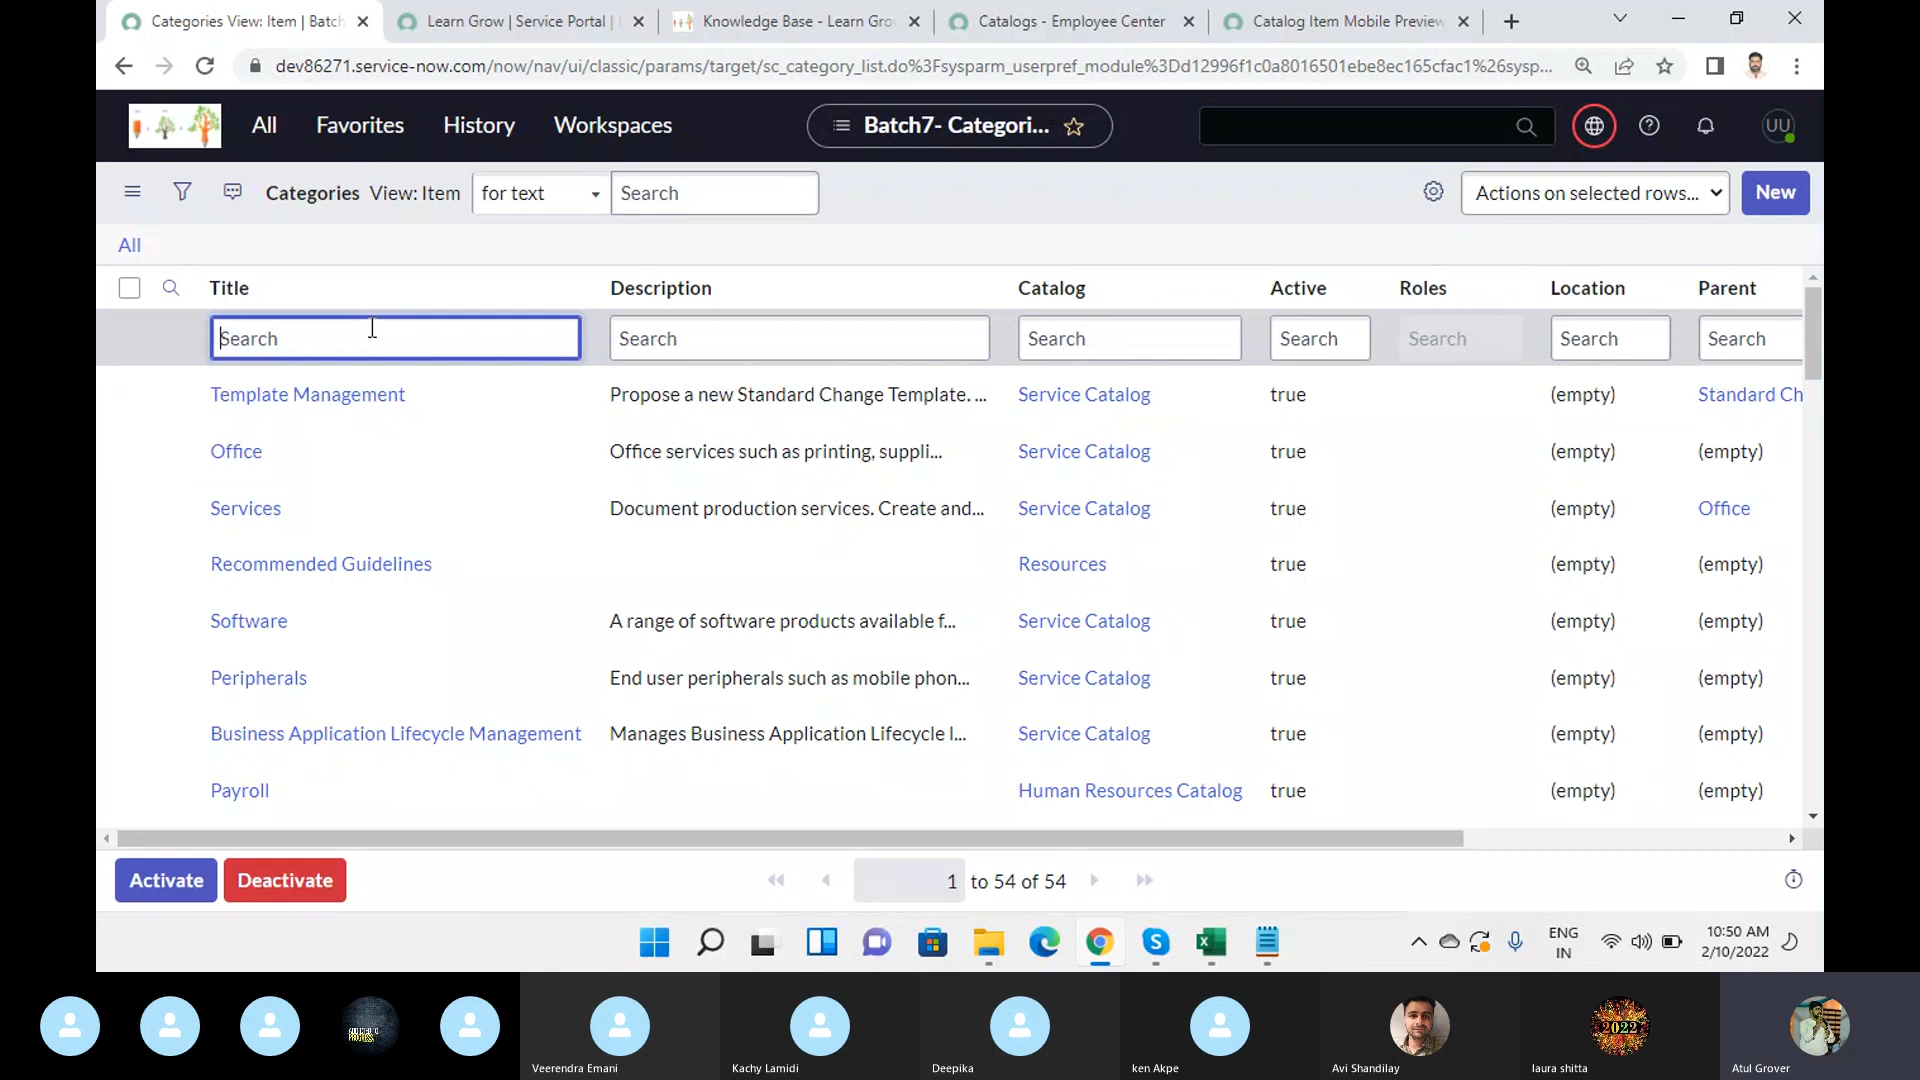 Categories View: Item | Batch
Learn Grow | Service Portal |
Knowledge Base - Learn Gro
Catalogs - Employee Center
Catalog Item Mobile Preview
dev86271.service-now.com/now/nav/ui/classic/params/target/sc_category_list.do%3Fsysparm_userpref_module%3Dd12996f1c0a8016501ebe8ec165cfac1%26sysp...
All Favorites History Workspaces
Batch7- Categori...
UU
Categories View: Item
for text
Search
Actions on selected rows...
New
All
Title Description Catalog Active Roles Location Parent
Search Search Search Search Search Search Search
Template Management Propose a new Standard Change Template. ... Service Catalog true (empty) Standard Ch
Office Office services such as printing, suppli... Service Catalog true (empty) (empty)
Services Document production services. Create and... Service Catalog true (empty) Office
Recommended Guidelines Resources true (empty) (empty)
Software A range of software products available f... Service Catalog true (empty) (empty)
Peripherals End user peripherals such as mobile phon... Service Catalog true (empty) (empty)
Business Application Lifecycle Management Manages Business Application Lifecycle I... Service Catalog true (empty) (empty)
Payroll Human Resources Catalog true (empty) (empty)
Activate Deactivate
1 to 54 of 54
ENG
IN
10:50 AM
2/10/2022
2022
Veerendra Emani
Kachy Lamidi
Deepika
ken Akpe
Avi Shandilay
laura shitta
Atul Grover